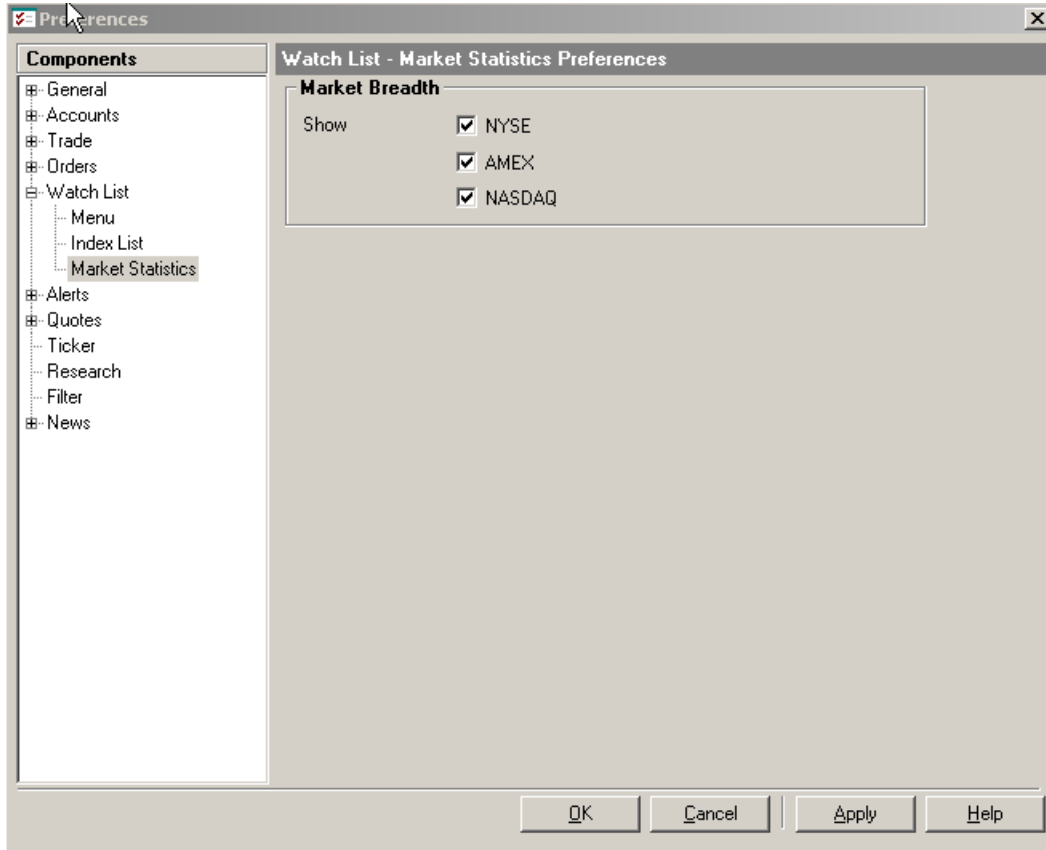 Preferences
Components
Watch List - Market Statistics Preferences
General
Accounts
Trade
Orders
Watch List
Menu
Index List
Market Statistics
Alerts
Quotes
Ticker
Research
Filter
News
Market Breadth
Show
NYSE
AMEX
NASDAQ
OK
Cancel
Apply
Help